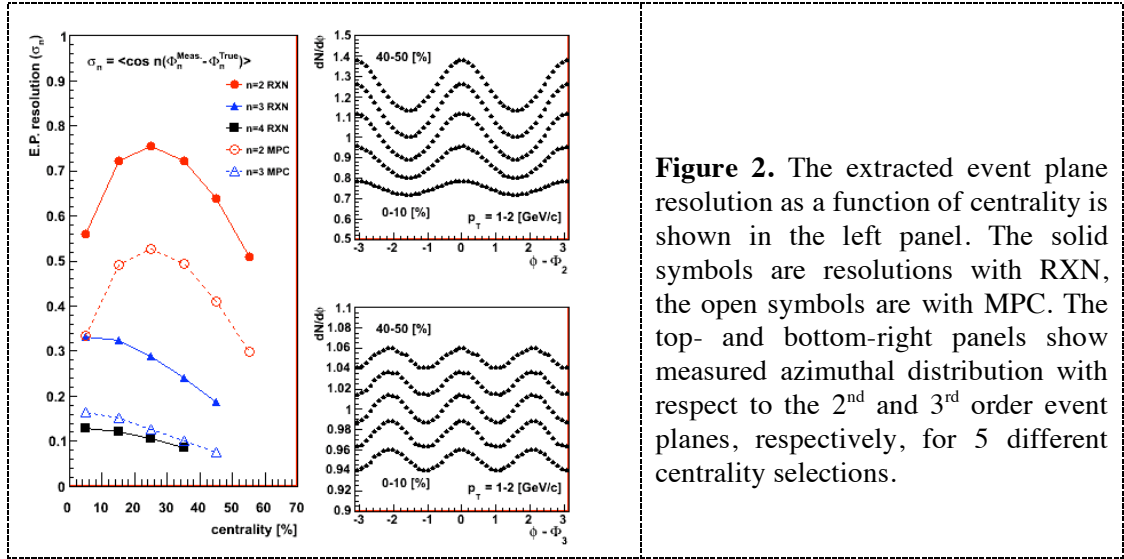 E.P. resolution (σn)
1
0.9
0.8
0.7
0.6
0.5
0.4
0.3
0.2
0.1
0
σn = <cos n(Φn^Meas. - Φn^True)>
n=2 RXN
n=3 RXN
n=4 RXN
n=2 MPC
n=3 MPC
0 10 20 30 40 50 60 70
centrality [%]
dN/dϕ
1.5
1.4
1.3
1.2
1.1
1
0.9
0.8
0.7
0.6
0.5
40-50 [%]
0-10 [%]
pT = 1-2 [GeV/c]
-3 -2 -1 0 1 2 3
ϕ - Φ2
dN/dϕ
1.1
1.08
1.06
1.04
1.02
1
0.98
0.96
0.94
0.92
0.9
40-50 [%]
0-10 [%]
pT = 1-2 [GeV/c]
-3 -2 -1 0 1 2 3
ϕ - Φ3
Figure 2. The extracted event plane
resolution as a function of centrality is
shown in the left panel. The solid
symbols are resolutions with RXN,
the open symbols are with MPC. The
top- and bottom-right panels show
measured azimuthal distribution with
respect to the 2nd and 3rd order event
planes, respectively, for 5 different
centrality selections.